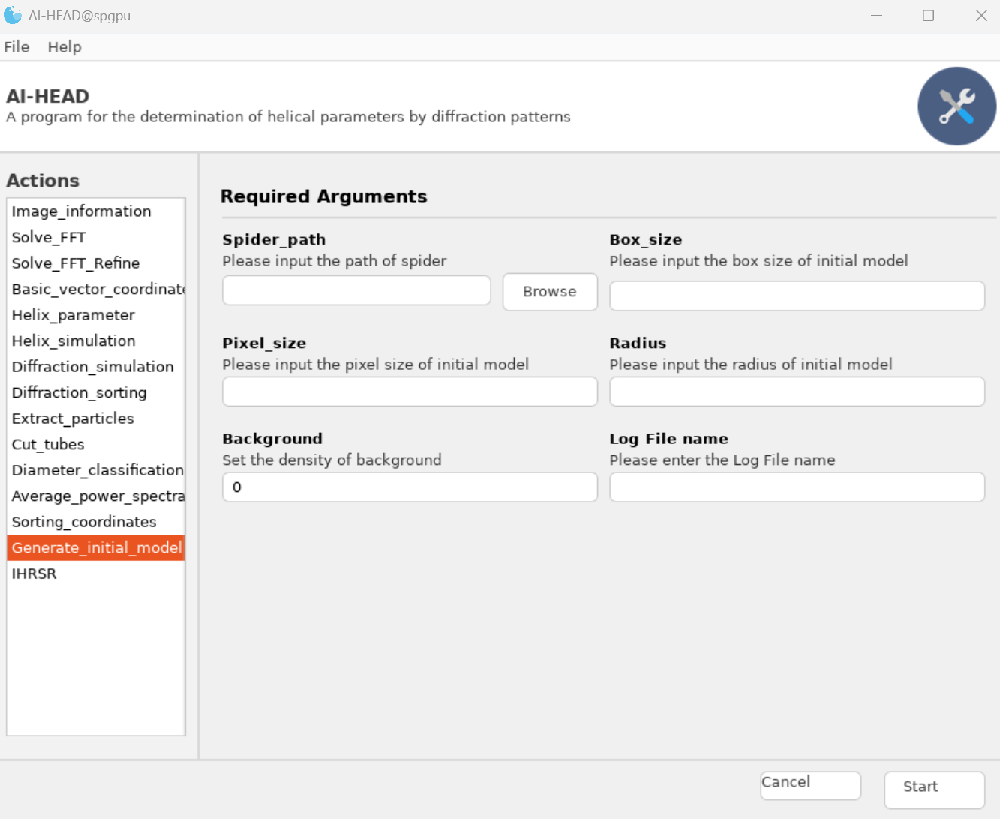 AI-HEAD@spgpu
File Help
AI-HEAD
A program for the determination of helical parameters by diffraction patterns
Actions
Image_information
Solve_FFT
Solve_FFT_Refine
Basic_vector_coordinate
Helix_parameter
Helix_simulation
Diffraction_simulation
Diffraction_sorting
Extract_particles
Cut_tubes
Diameter_classification
Average_power_spectra
Sorting_coordinates
Generate_initial_model
IHRSR
Required Arguments
Spider_path
Please input the path of spider
Browse
Box_size
Please input the box size of initial model
Pixel_size
Please input the pixel size of initial model
Radius
Please input the radius of initial model
Background
Set the density of background
0
Log File name
Please enter the Log File name
Cancel
Start